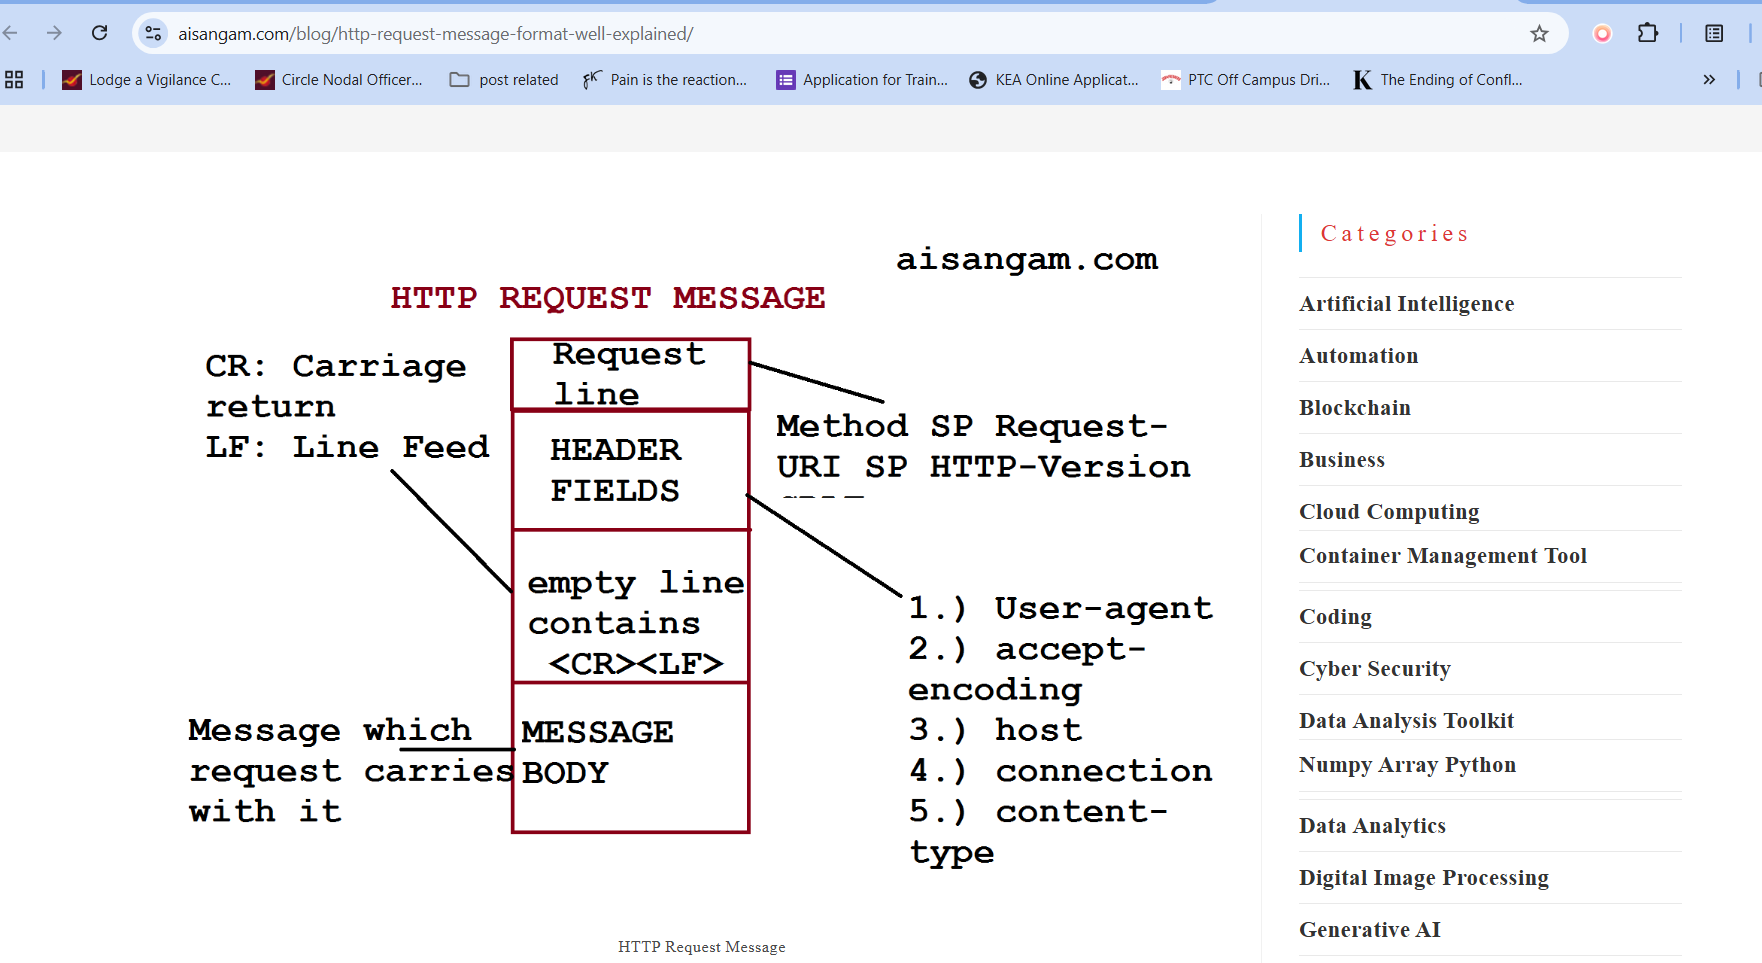 aisangam.com/blog/http-request-message-format-well-explained/
Lodge a Vigilance C...
Circle Nodal Officer...
post related
Pain is the reaction...
Application for Train...
KEA Online Applicat...
PTC Off Campus Dri...
K
The Ending of Confl...
aisangam.com
HTTP REQUEST MESSAGE
CR: Carriage
return
LF: Line Feed
Request
line
Method SP Request-
URI SP HTTP-Version
HEADER
FIELDS
empty line
contains
<CR><LF>
1.) User-agent
2.) accept-
encoding
3.) host
4.) connection
5.) content-
type
Message which
request carries
with it
MESSAGE
BODY
HTTP Request Message
Categories
Artificial Intelligence
Automation
Blockchain
Business
Cloud Computing
Container Management Tool
Coding
Cyber Security
Data Analysis Toolkit
Numpy Array Python
Data Analytics
Digital Image Processing
Generative AI